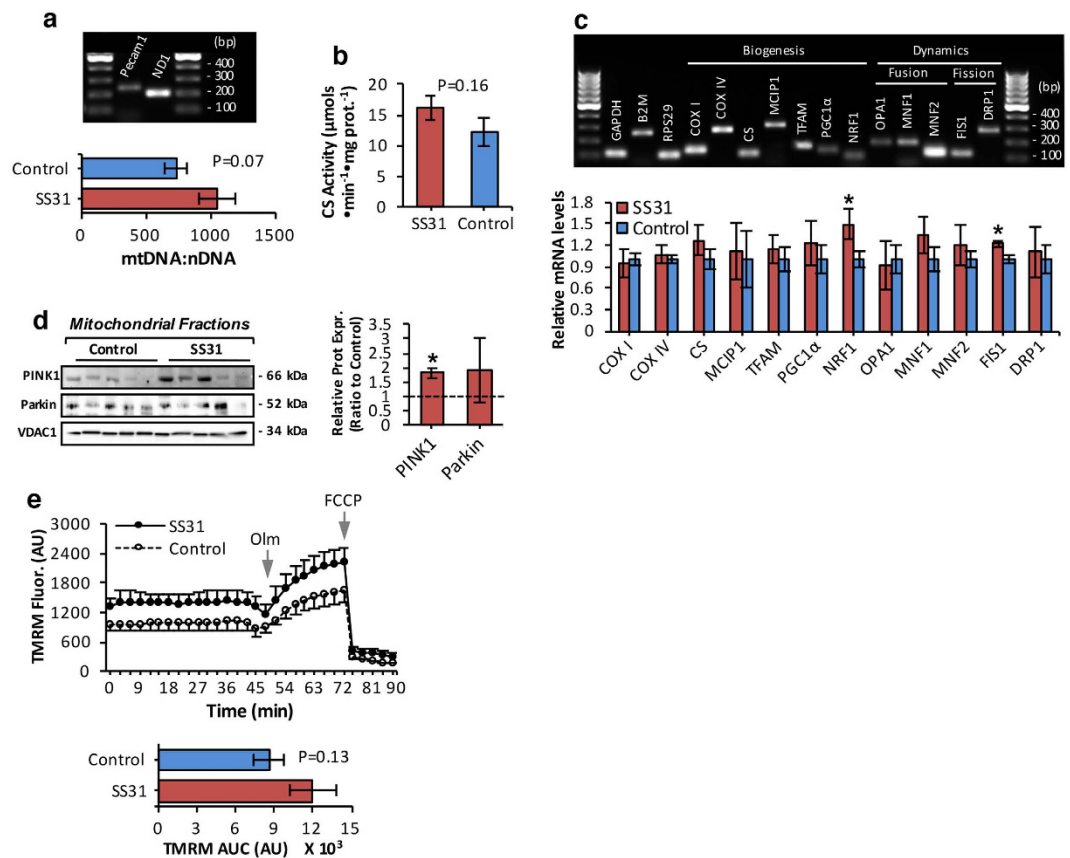 a
Pecam1
ND1
(bp)
- 400
- 300
- 200
- 100
Control
SS31
P=0.07
0 500 1000 1500
mtDNA:nDNA
b
CS Activity (µmols
•min⁻¹•mg prot.⁻¹)
20
15
10
5
0
P=0.16
SS31 Control
c
Biogenesis
Dynamics
Fusion Fission
GAPDH
B2M
RPS29
COX I
COX IV
CS
MCIP1
TFAM
PGC1α
NRF1
OPA1
MNF1
MNF2
FIS1
DRP1
(bp)
- 400
- 300
- 200
- 100
Relative mRNA levels
1.8
1.5
1.2
0.9
0.6
0.3
0
SS31
Control
*
*
COX I
COX IV
CS
MCIP1
TFAM
PGC1α
NRF1
OPA1
MNF1
MNF2
FIS1
DRP1
d
Mitochondrial Fractions
Control SS31
PINK1 - 66 kDa
Parkin - 52 kDa
VDAC1 - 34 kDa
Relative Prot Expr.
(Ratio to Control)
3.5
3
2.5
2
1.5
1
0.5
0
*
PINK1
Parkin
e
TMRM Fluor. (AU)
3000
2400
1800
1200
600
0
SS31
Control
Olm
FCCP
0 9 18 27 36 45 54 63 72 81 90
Time (min)
Control
SS31
P=0.13
0 3 6 9 12 15
TMRM AUC (AU) X 10³